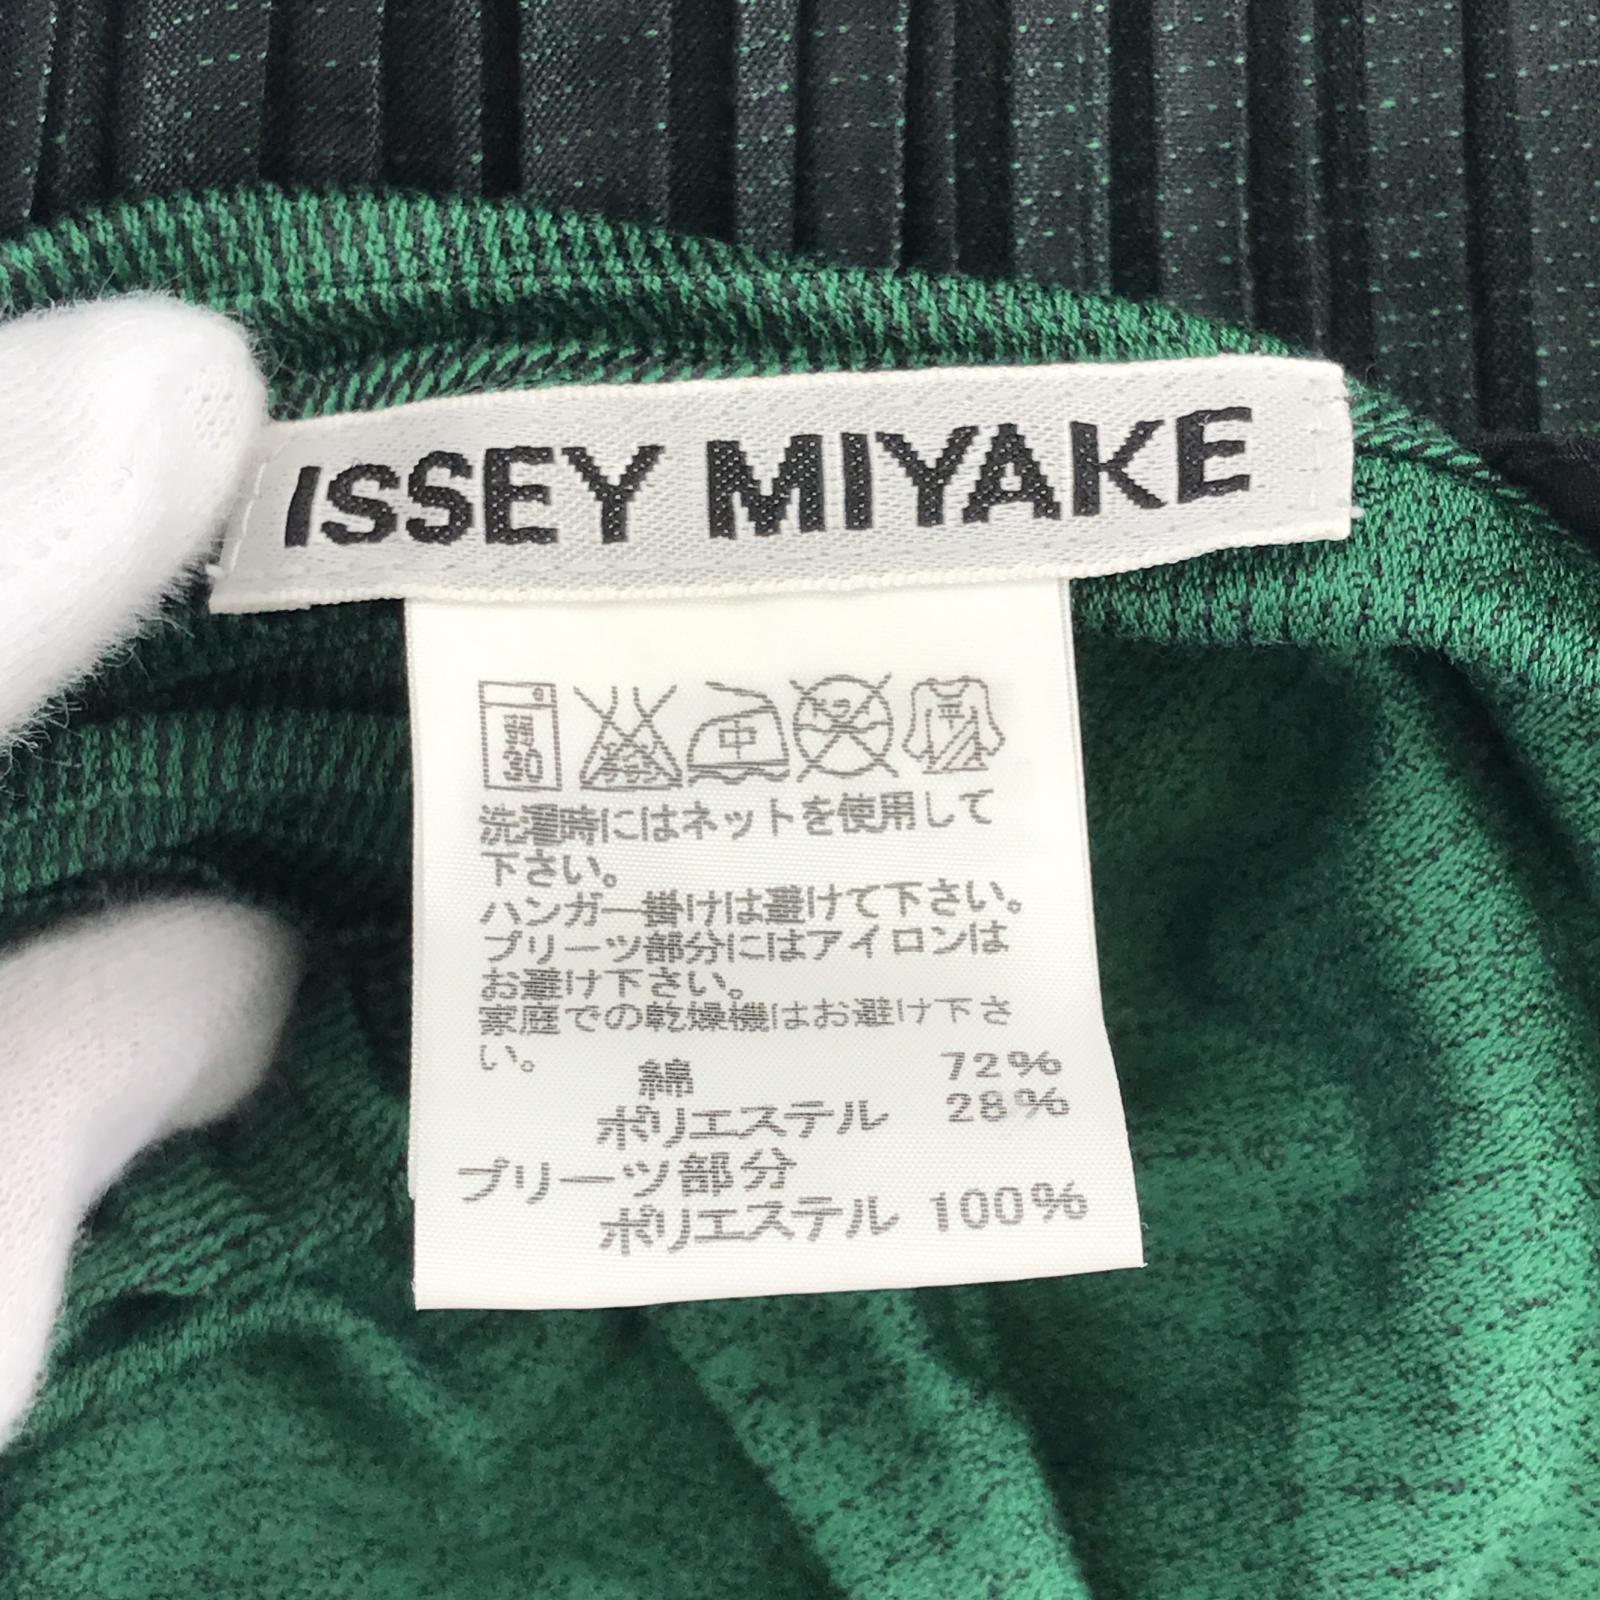 ISSEY MIYAKE
30
中
平
洗濯時にはネットを使用して
下さい。
ハンガー掛けは避けて下さい。
プリーツ部分にはアイロンは
お避け下さい。
家庭での乾燥機はお避け下さ
い。
綿 72%
ポリエステル 28%
プリーツ部分
ポリエステル 100%